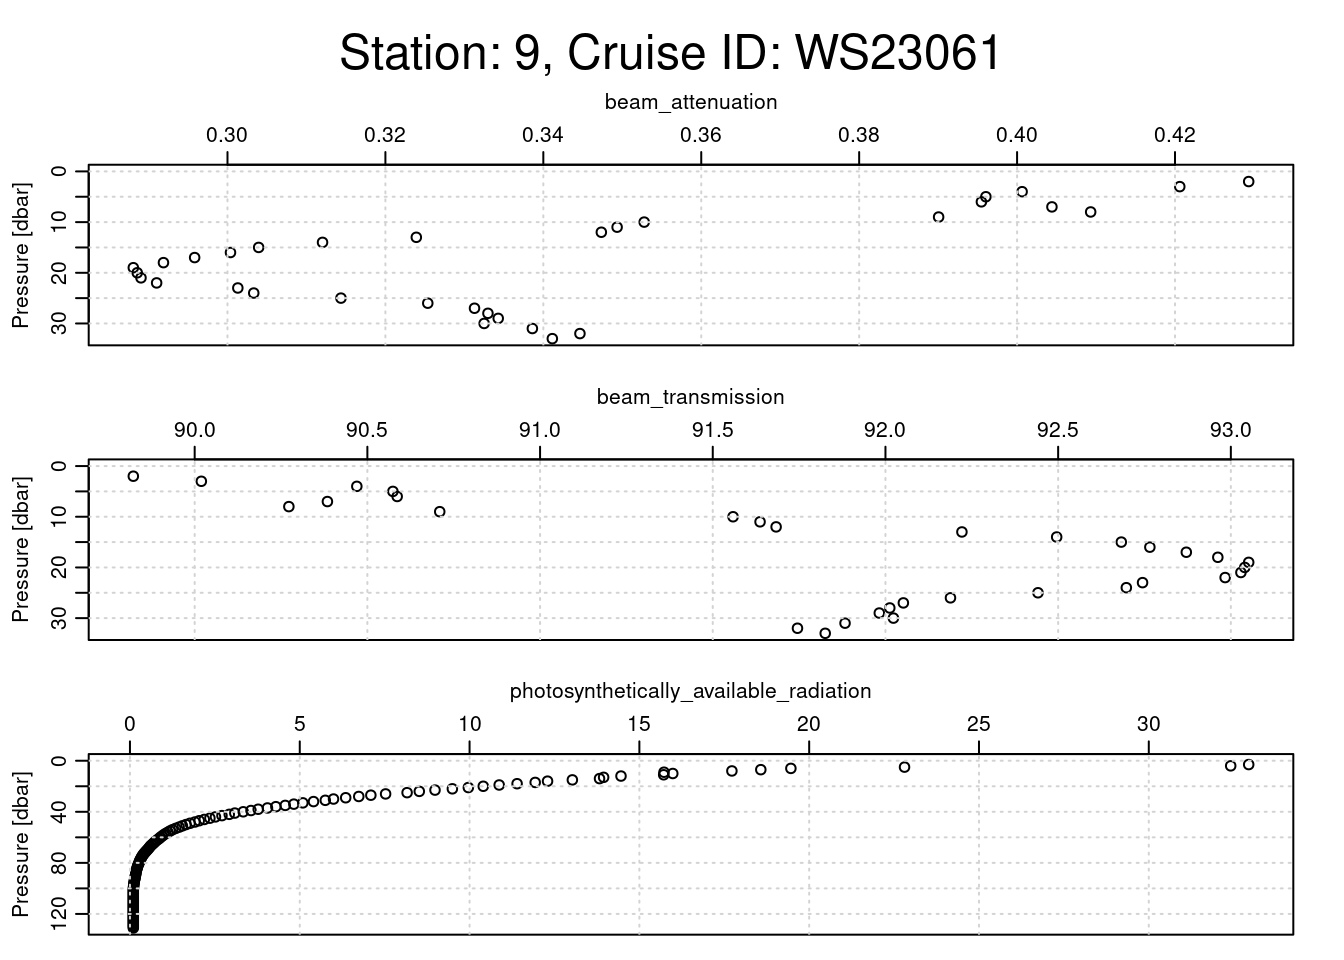 Station: 9, Cruise ID: WS23061
beam_attenuation
0.30 0.32 0.34 0.36 0.38 0.40 0.42
Pressure [dbar]
0
10
20
30
beam_transmission
90.0 90.5 91.0 91.5 92.0 92.5 93.0
Pressure [dbar]
0
10
20
30
photosynthetically_available_radiation
0 5 10 15 20 25 30
Pressure [dbar]
0
40
80
120